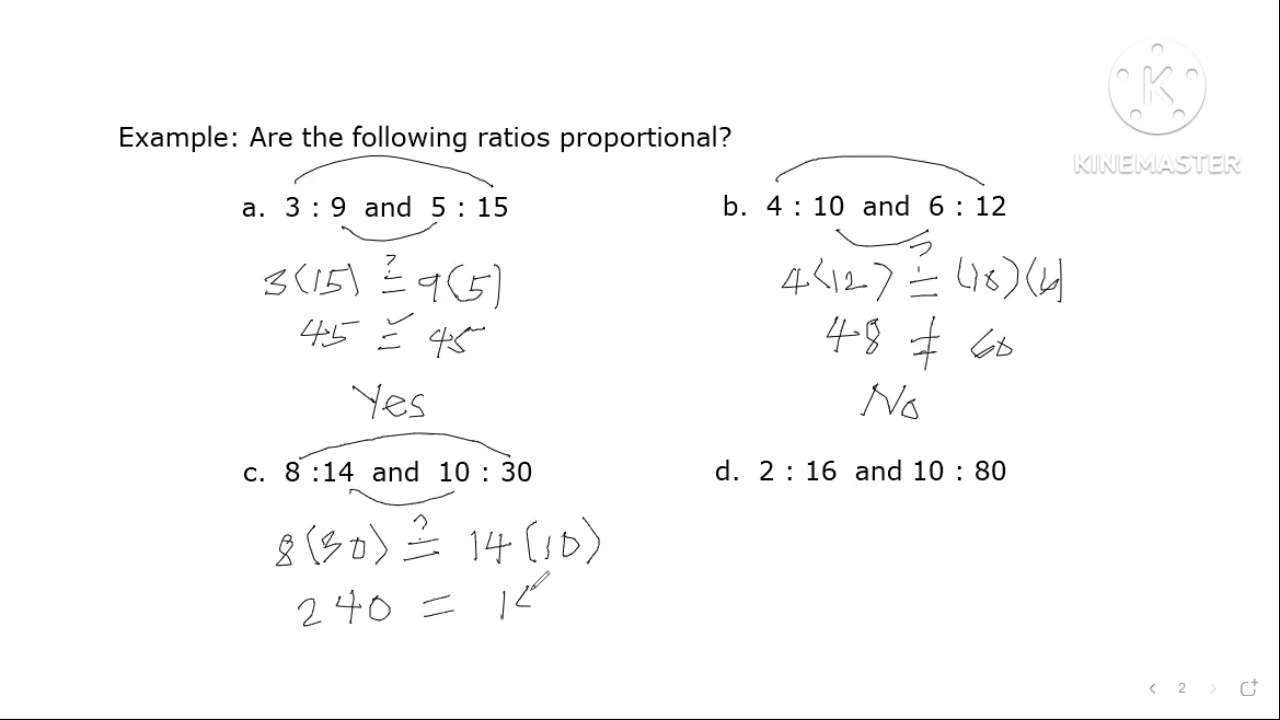 Example: Are the following ratios proportional?
KINEMASTER
a. 3 : 9 and 5 : 15
b. 4 : 10 and 6 : 12
3(15) ≟ 9(5)
4(12) ≟ (10)(6)
45 = 45
48 ≠ 60
Yes
No
c. 8 :14 and 10 : 30
d. 2 : 16 and 10 : 80
8(30) ≟ 14(10)
240 = 1
2